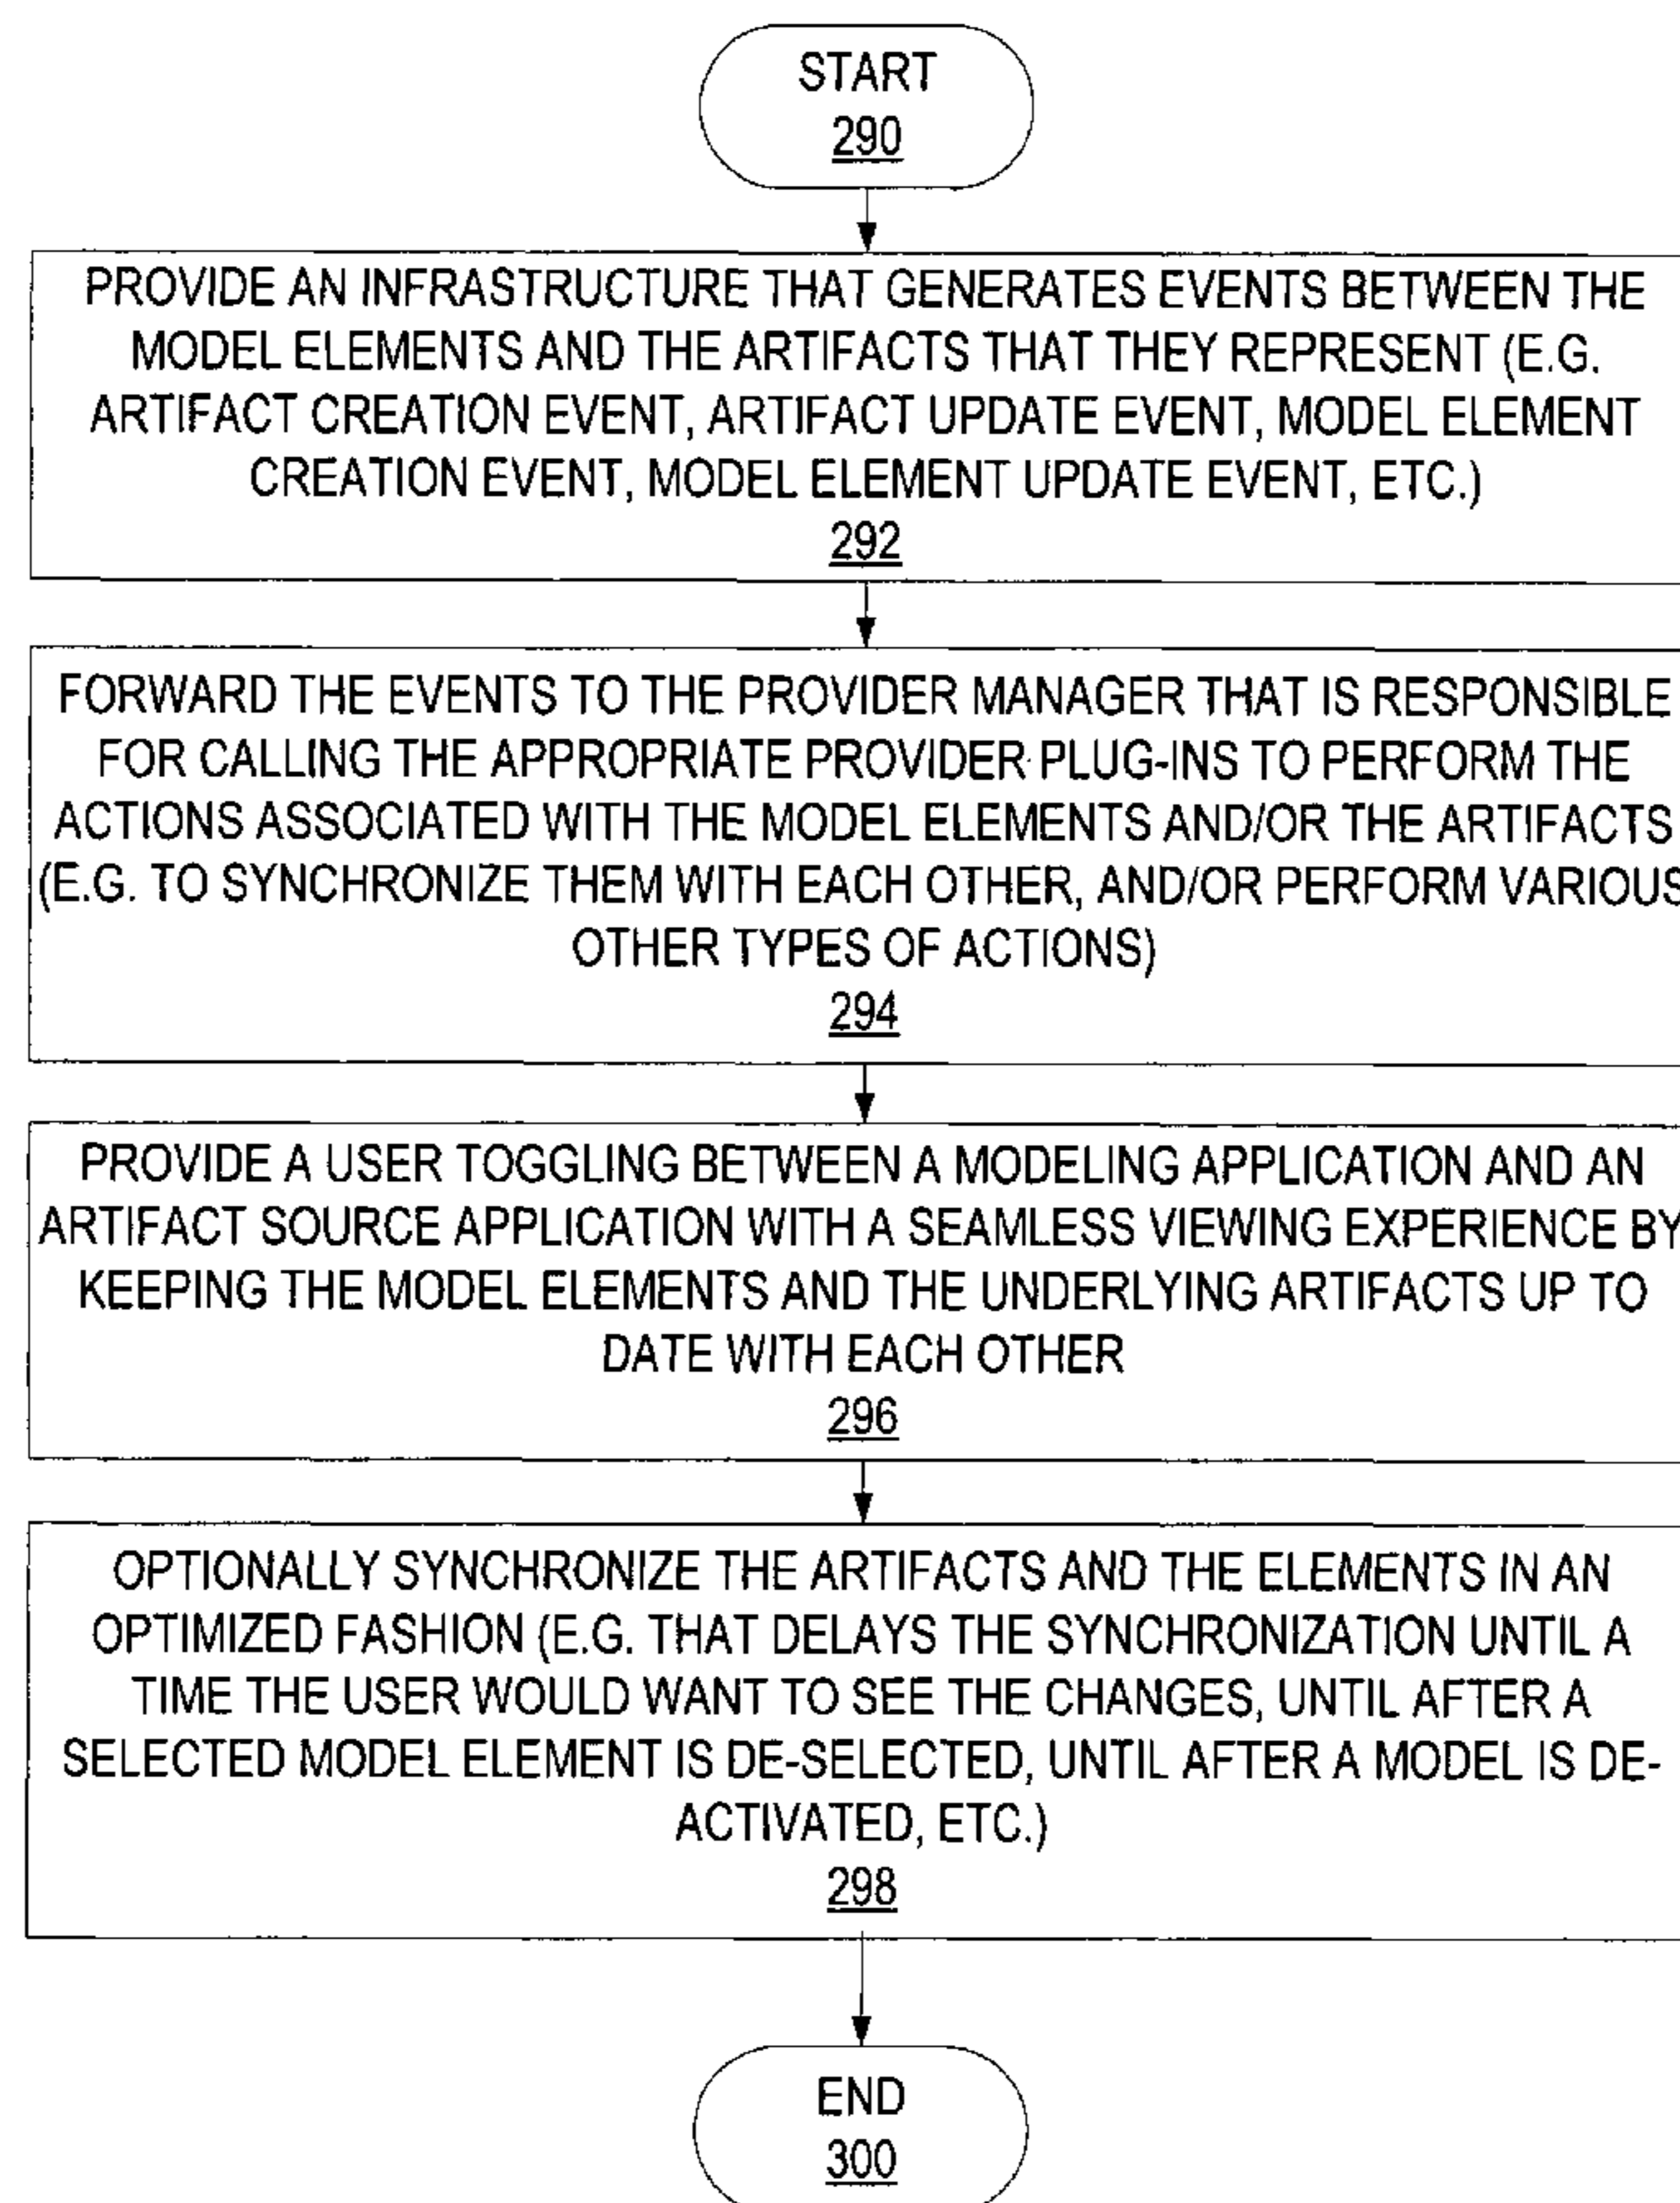 START
290
PROVIDE AN INFRASTRUCTURE THAT GENERATES EVENTS BETWEEN THE
MODEL ELEMENTS AND THE ARTIFACTS THAT THEY REPRESENT (E.G.
ARTIFACT CREATION EVENT, ARTIFACT UPDATE EVENT, MODEL ELEMENT
CREATION EVENT, MODEL ELEMENT UPDATE EVENT, ETC.)
292
FORWARD THE EVENTS TO THE PROVIDER MANAGER THAT IS RESPONSIBLE
FOR CALLING THE APPROPRIATE PROVIDER PLUG-INS TO PERFORM THE
ACTIONS ASSOCIATED WITH THE MODEL ELEMENTS AND/OR THE ARTIFACTS
(E.G. TO SYNCHRONIZE THEM WITH EACH OTHER, AND/OR PERFORM VARIOUS
OTHER TYPES OF ACTIONS)
294
PROVIDE A USER TOGGLING BETWEEN A MODELING APPLICATION AND AN
ARTIFACT SOURCE APPLICATION WITH A SEAMLESS VIEWING EXPERIENCE BY
KEEPING THE MODEL ELEMENTS AND THE UNDERLYING ARTIFACTS UP TO
DATE WITH EACH OTHER
296
OPTIONALLY SYNCHRONIZE THE ARTIFACTS AND THE ELEMENTS IN AN
OPTIMIZED FASHION (E.G. THAT DELAYS THE SYNCHRONIZATION UNTIL A
TIME THE USER WOULD WANT TO SEE THE CHANGES, UNTIL AFTER A
SELECTED MODEL ELEMENT IS DE-SELECTED, UNTIL AFTER A MODEL IS DE-
ACTIVATED, ETC.)
298
END
300